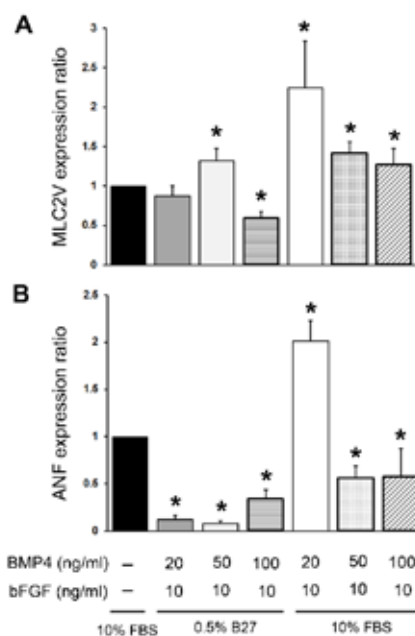 A
MLC2V expression ratio
3
2.5
2
1.5
1
0.5
0
* * * * *
B
ANF expression ratio
2.5
2
1.5
1
0.5
0
* * * * * *
BMP4 (ng/ml) – 20 50 100 20 50 100
bFGF (ng/ml) – 10 10 10 10 10 10
10% FBS 0.5% B27 10% FBS